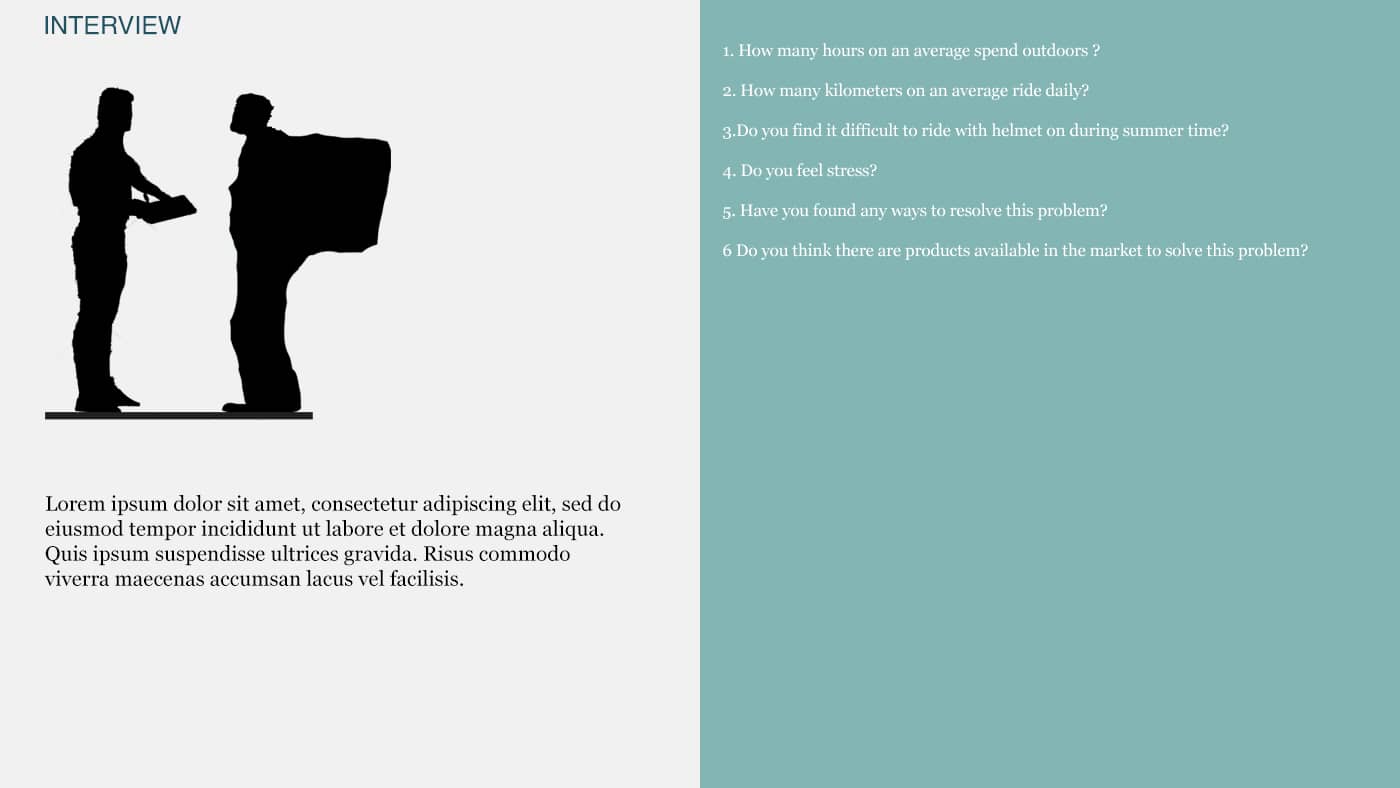 INTERVIEW
Lorem ipsum dolor sit amet, consectetur adipiscing elit, sed do
eiusmod tempor incididunt ut labore et dolore magna aliqua.
Quis ipsum suspendisse ultrices gravida. Risus commodo
viverra maecenas accumsan lacus vel facilisis.
1. How many hours on an average spend outdoors ?
2. How many kilometers on an average ride daily?
3.Do you find it difficult to ride with helmet on during summer time?
4. Do you feel stress?
5. Have you found any ways to resolve this problem?
6 Do you think there are products available in the market to solve this problem?